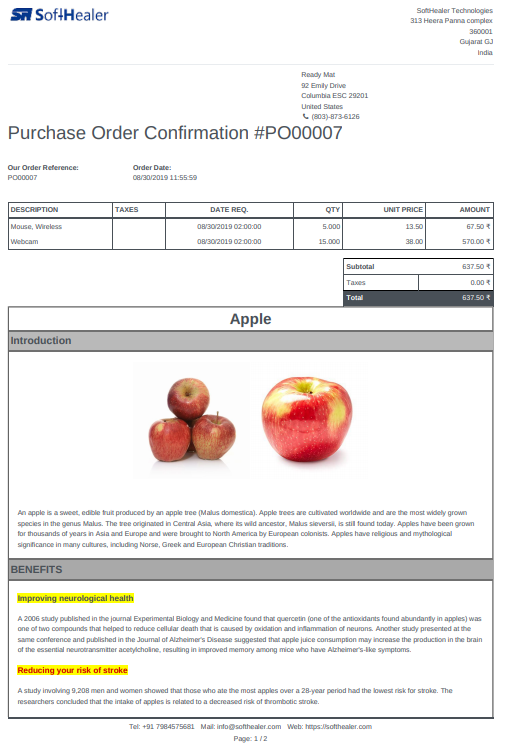 SoftHealer
SoftHealer Technologies
313 Heera Panna complex
360001
Gujarat GJ
India
Ready Mat
92 Emily Drive
Columbia ESC 29201
United States
(803)-873-6126
Purchase Order Confirmation #PO00007
Our Order Reference: Order Date:
PO00007 08/30/2019 11:55:59
DESCRIPTION TAXES DATE REQ. QTY UNIT PRICE AMOUNT
Mouse, Wireless 08/30/2019 02:00:00 5.000 13.50 67.50 ₹
Webcam 08/30/2019 02:00:00 15.000 38.00 570.00 ₹
Subtotal 637.50 ₹
Taxes 0.00 ₹
Total 637.50 ₹
Apple
Introduction
An apple is a sweet, edible fruit produced by an apple tree (Malus domestica). Apple trees are cultivated worldwide and are the most widely grown
species in the genus Malus. The tree originated in Central Asia, where its wild ancestor, Malus sieversii, is still found today. Apples have been grown
for thousands of years in Asia and Europe and were brought to North America by European colonists. Apples have religious and mythological
significance in many cultures, including Norse, Greek and European Christian traditions.
BENEFITS
Improving neurological health
A 2006 study published in the journal Experimental Biology and Medicine found that quercetin (one of the antioxidants found abundantly in apples) was
one of two compounds that helped to reduce cellular death that is caused by oxidation and inflammation of neurons. Another study presented at the
same conference and published in the Journal of Alzheimer's Disease suggested that apple juice consumption may increase the production in the brain
of the essential neurotransmitter acetylcholine, resulting in improved memory among mice who have Alzheimer's-like symptoms.
Reducing your risk of stroke
A study involving 9,208 men and women showed that those who ate the most apples over a 28-year period had the lowest risk for stroke. The
researchers concluded that the intake of apples is related to a decreased risk of thrombotic stroke.
Tel: +91 7984575681 Mail: info@softhealer.com Web: https://softhealer.com
Page: 1 / 2